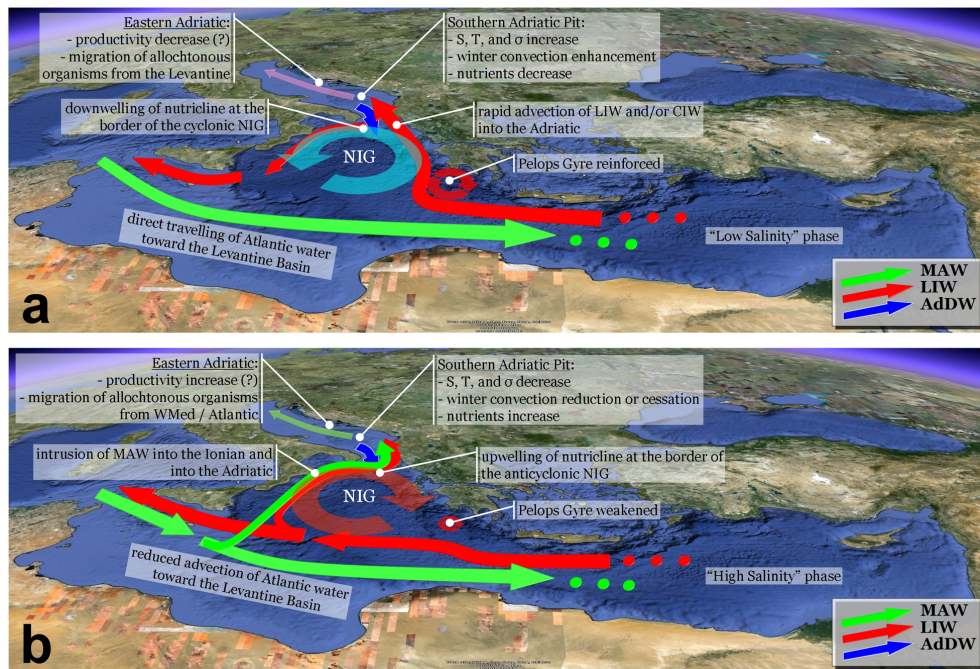 Eastern Adriatic:
- productivity decrease (?)
- migration of allochtonous
organisms from the Levantine
Southern Adriatic Pit:
- S, T, and σ increase
- winter convection enhancement
- nutrients decrease
downwelling of nutricline at the
border of the cyclonic NIG
rapid advection of LIW and/or CIW
into the Adriatic
NIG
Pelops Gyre reinforced
direct travelling of Atlantic water
toward the Levantine Basin
"Low Salinity" phase
MAW
LIW
AdDW
a
Eastern Adriatic:
- productivity increase (?)
- migration of allochtonous organisms
from WMed / Atlantic
Southern Adriatic Pit:
- S, T, and σ decrease
- winter convection reduction or cessation
- nutrients increase
intrusion of MAW into the Ionian and
into the Adriatic
upwelling of nutricline at the border of
the anticyclonic NIG
NIG
Pelops Gyre weakened
reduced advection of Atlantic water
toward the Levantine Basin
"High Salinity" phase
MAW
LIW
AdDW
b